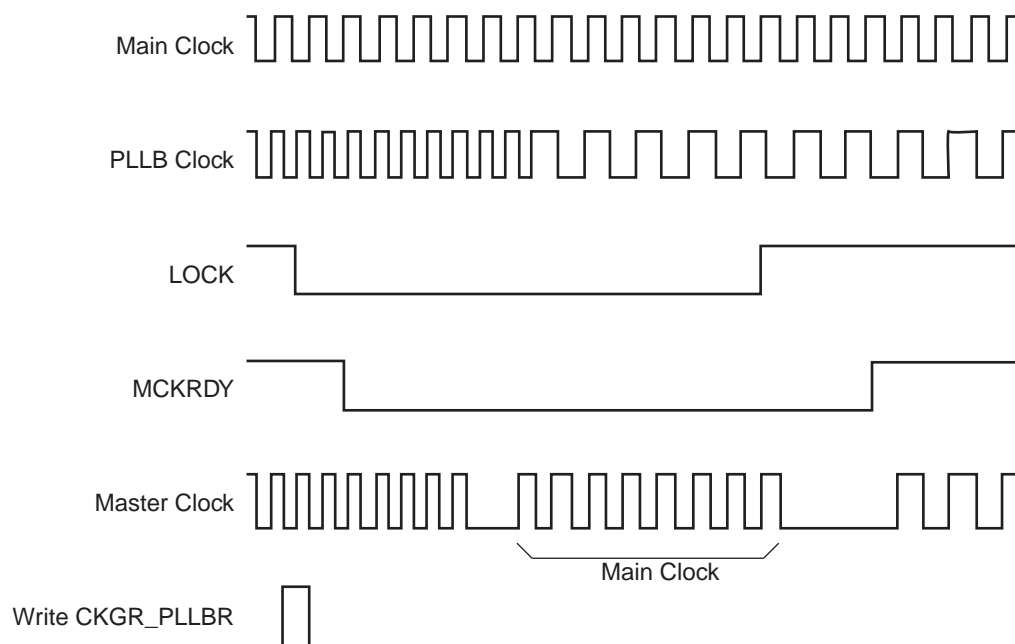 Main Clock
PLLB Clock
LOCK
MCKRDY
Master Clock
Main Clock
Write CKGR_PLLBR